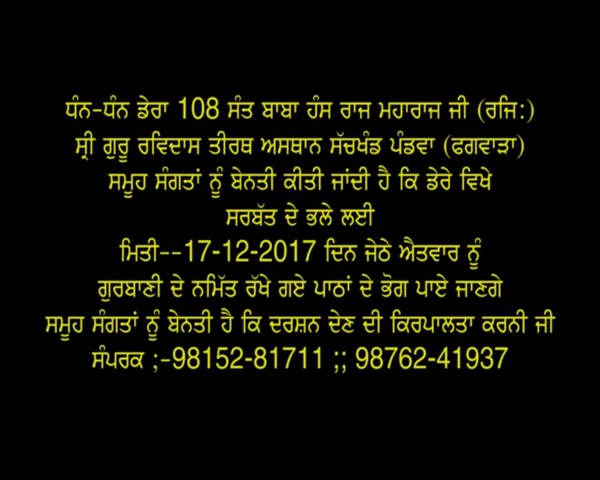 ਧੰਨ-ਧੰਨ ਡੇਰਾ 108 ਸੰਤ ਬਾਬਾ ਹੰਸ ਰਾਜ ਮਹਾਰਾਜ ਜੀ (ਰਜਿ:)
ਸ੍ਰੀ ਗੁਰੂ ਰਵਿਦਾਸ ਤੀਰਥ ਅਸਥਾਨ ਸੱਚਖੰਡ ਪੰਡਵਾ (ਫਗਵਾੜਾ)
ਸਮੂਹ ਸੰਗਤਾਂ ਨੂੰ ਬੇਨਤੀ ਕੀਤੀ ਜਾਂਦੀ ਹੈ ਕਿ ਡੇਰੇ ਵਿਖੇ
ਸਰਬੱਤ ਦੇ ਭਲੇ ਲਈ
ਮਿਤੀ--17-12-2017 ਦਿਨ ਜੇਠੇ ਐਤਵਾਰ ਨੂੰ
ਗੁਰਬਾਣੀ ਦੇ ਨਮਿੱਤ ਰੱਖੇ ਗਏ ਪਾਠਾਂ ਦੇ ਭੋਗ ਪਾਏ ਜਾਣਗੇ
ਸਮੂਹ ਸੰਗਤਾਂ ਨੂੰ ਬੇਨਤੀ ਹੈ ਕਿ ਦਰਸ਼ਨ ਦੇਣ ਦੀ ਕਿਰਪਾਲਤਾ ਕਰਨੀ ਜੀ
ਸੰਪਰਕ ;-98152-81711 ;; 98762-41937